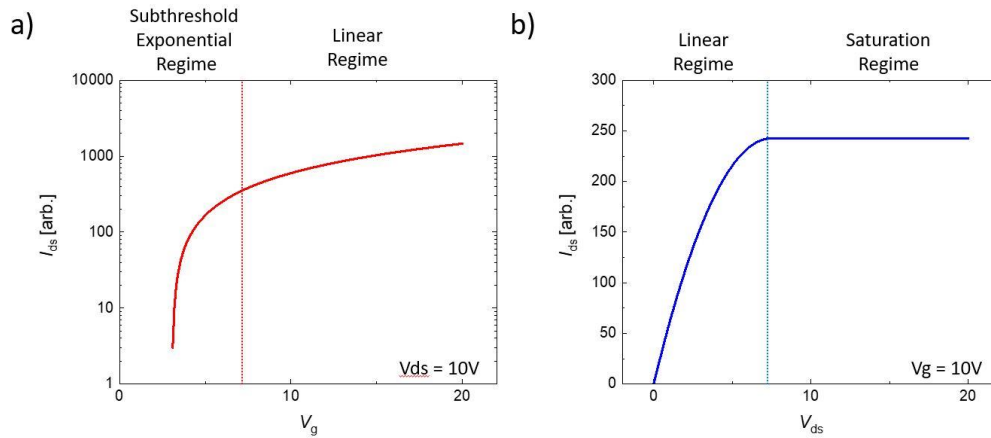 a)
Subthreshold
Exponential
Regime
Linear
Regime
10000
1000
100
10
1
Ids [arb.]
0
10
20
Vg
Vds = 10V
b)
Linear
Regime
Saturation
Regime
300
250
200
150
100
50
0
Ids [arb.]
0
10
20
Vds
Vg = 10V